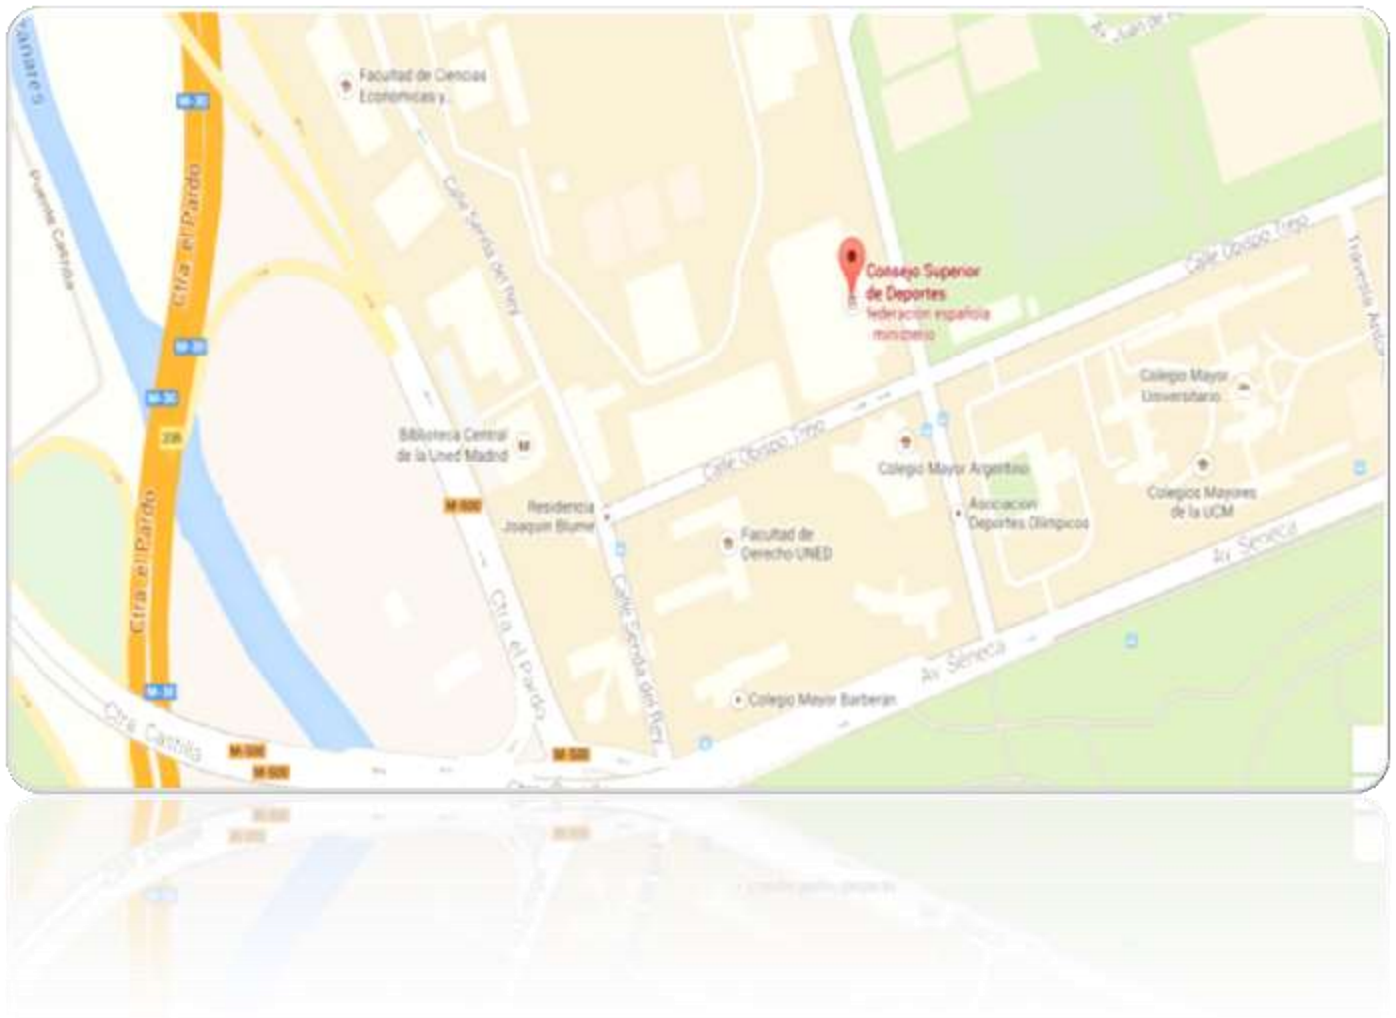 Facultad de Ciencias
Económicas y...
M-30
Ctra. el Pardo
Puente Castilla
Calle Senda del Rey
Calle Obispo Trejo
Consejo Superior
de Deportes
federación española
ministerio
M-30
M-30
Colegio Mayor
Universitario
Biblioteca Central
de la Uned Madrid
Calle Obispo Trejo
Colegio Mayor Argentino
Colegios Mayores
de la UCM
M-500
Residencia
Joaquín Blume
Asociacion
Deportes Olímpicos
Facultad de
Derecho UNED
Av. Séneca
Ctra. el Pardo
Ctra. el Pardo
Calle Senda del Rey
Av. Séneca
M-30
Colegio Mayor Barberán
Ctra. Castilla
M-500
M-500
M-500